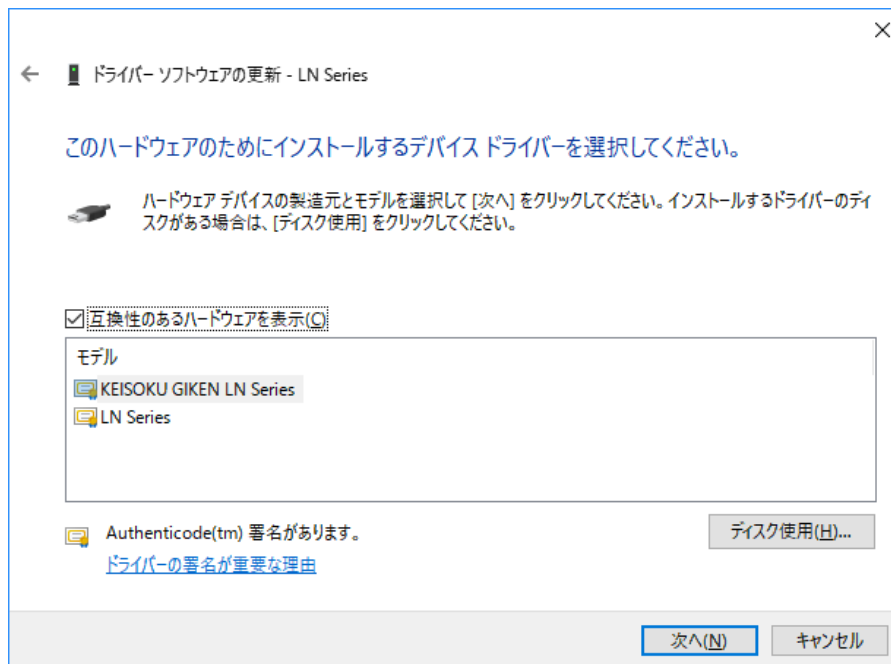 ドライバー ソフトウェアの更新 - LN Series
このハードウェアのためにインストールするデバイス ドライバーを選択してください。
ハードウェア デバイスの製造元とモデルを選択して [次へ] をクリックしてください。インストールするドライバーのディ
スクがある場合は、[ディスク使用] をクリックしてください。
互換性のあるハードウェアを表示(C)
モデル
KEISOKU GIKEN LN Series
LN Series
Authenticode(tm) 署名があります。
ディスク使用(H)...
ドライバーの署名が重要な理由
次へ(N)
キャンセル